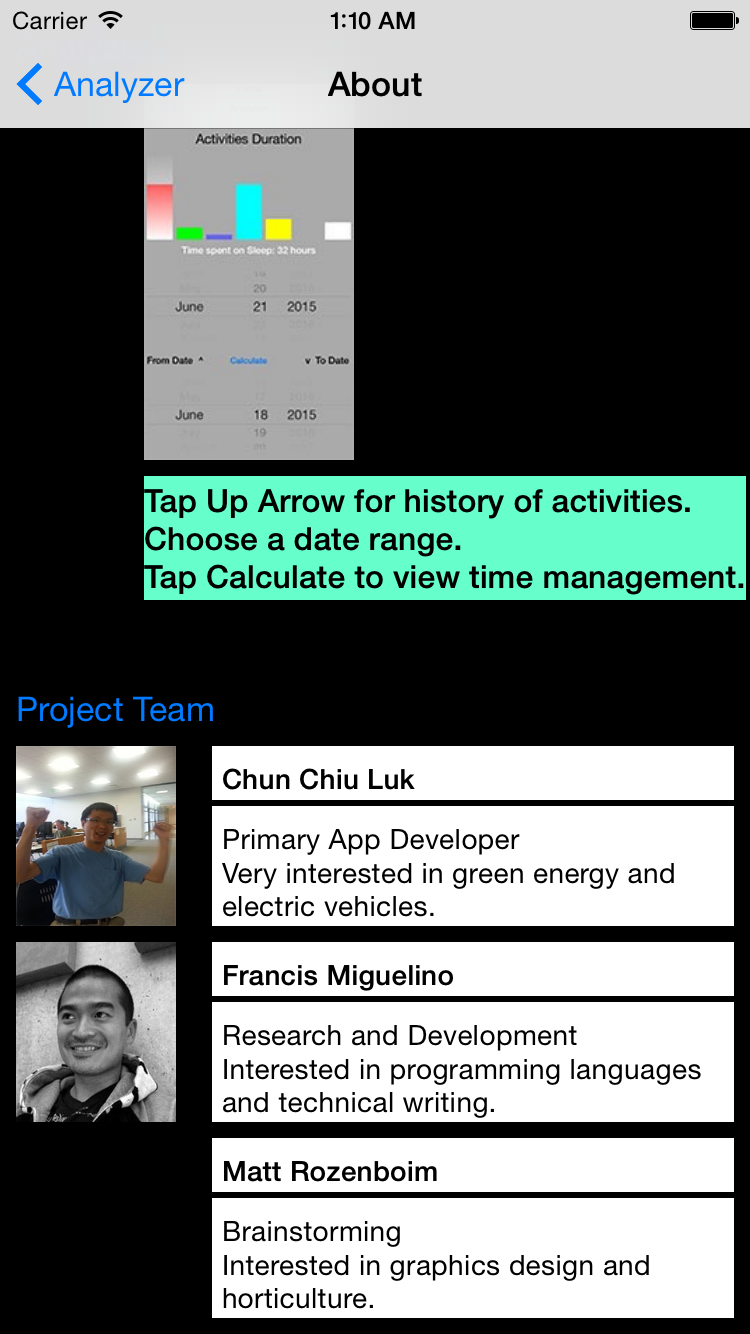 Carrier 1:10 AM
Analyzer About
Activities Duration
Time spent on Sleep: 32 hours
20
June 21 2015
From Date ^ Calculate v To Date
June 18 2015
19
Tap Up Arrow for history of activities.
Choose a date range.
Tap Calculate to view time management.
Project Team
Chun Chiu Luk
Primary App Developer
Very interested in green energy and
electric vehicles.
Francis Miguelino
Research and Development
Interested in programming languages
and technical writing.
Matt Rozenboim
Brainstorming
Interested in graphics design and
horticulture.